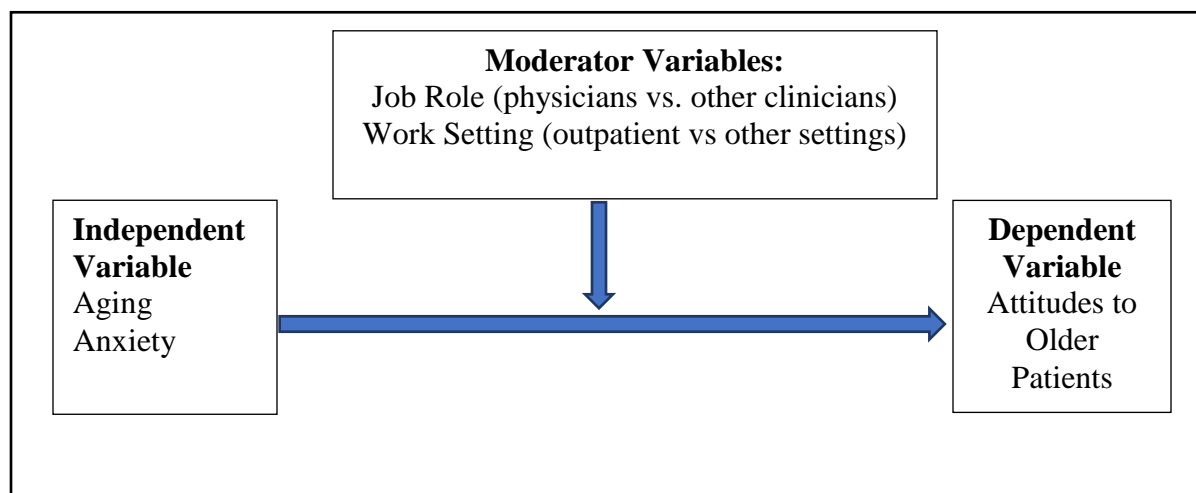 Moderator Variables:
Job Role (physicians vs. other clinicians)
Work Setting (outpatient vs other settings)
Independent
Variable
Aging
Anxiety
Dependent
Variable
Attitudes to
Older
Patients